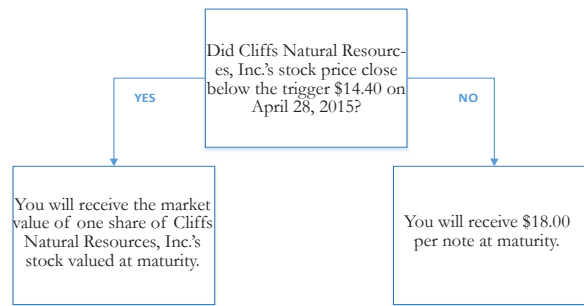 Did Cliffs Natural Resourc-
es, Inc.'s stock price close
below the trigger $14.40 on
April 28, 2015?
YES
NO
You will receive the market
value of one share of Cliffs
Natural Resources, Inc.'s
stock valued at maturity.
You will receive $18.00
per note at maturity.